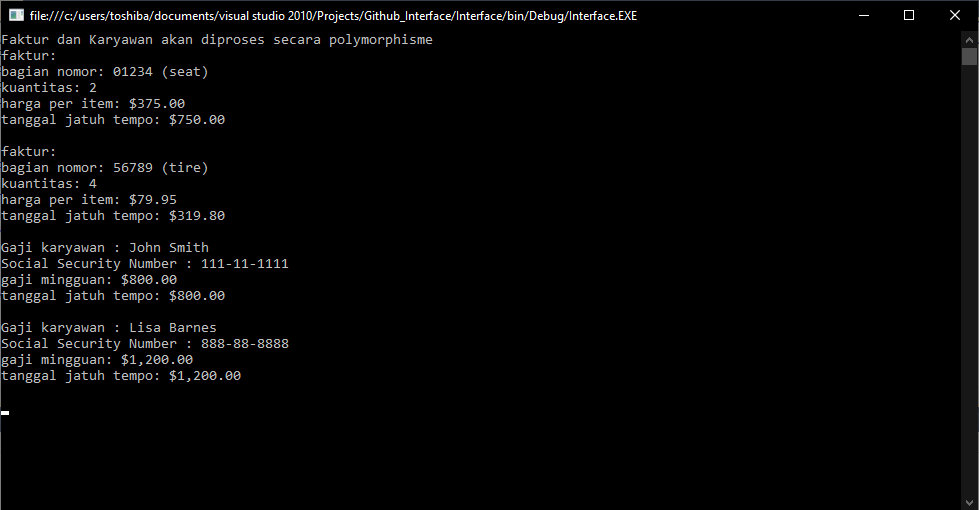 file:///c:/users/toshiba/documents/visual studio 2010/Projects/Github_Interface/Interface/bin/Debug/Interface.EXE
Faktur dan Karyawan akan diproses secara polymorphisme
faktur:
bagian nomor: 01234 (seat)
kuantitas: 2
harga per item: $375.00
tanggal jatuh tempo: $750.00
faktur:
bagian nomor: 56789 (tire)
kuantitas: 4
harga per item: $79.95
tanggal jatuh tempo: $319.80
Gaji karyawan : John Smith
Social Security Number : 111-11-1111
gaji mingguan: $800.00
tanggal jatuh tempo: $800.00
Gaji karyawan : Lisa Barnes
Social Security Number : 888-88-8888
gaji mingguan: $1,200.00
tanggal jatuh tempo: $1,200.00